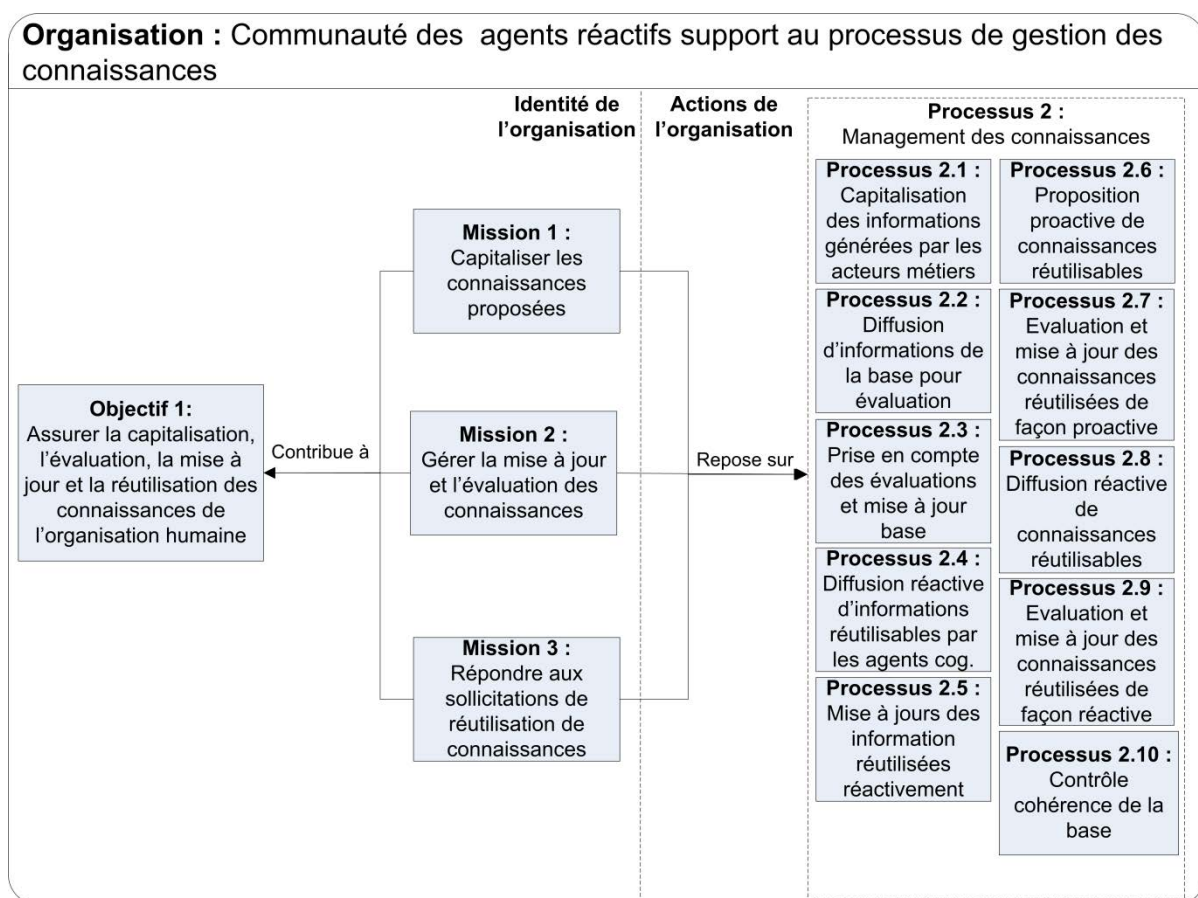 Organisation : Communauté des agents réactifs support au processus de gestion des
connaissances
Identité de
l'organisation
Actions de
l'organisation
Objectif 1:
Assurer la capitalisation,
l'évaluation, la mise à
jour et la réutilisation des
connaissances de
l'organisation humaine
Contribue à
Mission 1 :
Capitaliser les
connaissances
proposées
Mission 2 :
Gérer la mise à jour
et l'évaluation des
connaissances
Mission 3 :
Répondre aux
sollicitations de
réutilisation de
connaissances
Repose sur
Processus 2 :
Management des connaissances
Processus 2.1 :
Capitalisation
des informations
générées par les
acteurs métiers
Processus 2.2 :
Diffusion
d'informations de
la base pour
évaluation
Processus 2.3 :
Prise en compte
des évaluations
et mise à jour
base
Processus 2.4 :
Diffusion réactive
d'informations
réutilisables par
les agents cog.
Processus 2.5 :
Mise à jours des
information
réutilisées
réactivement
Processus 2.6 :
Proposition
proactive de
connaissances
réutilisables
Processus 2.7 :
Evaluation et
mise à jour des
connaissances
réutilisées de
façon proactive
Processus 2.8 :
Diffusion réactive
de
connaissances
réutilisables
Processus 2.9 :
Evaluation et
mise à jour des
connaissances
réutilisées de
façon réactive
Processus 2.10 :
Contrôle
cohérence de la
base